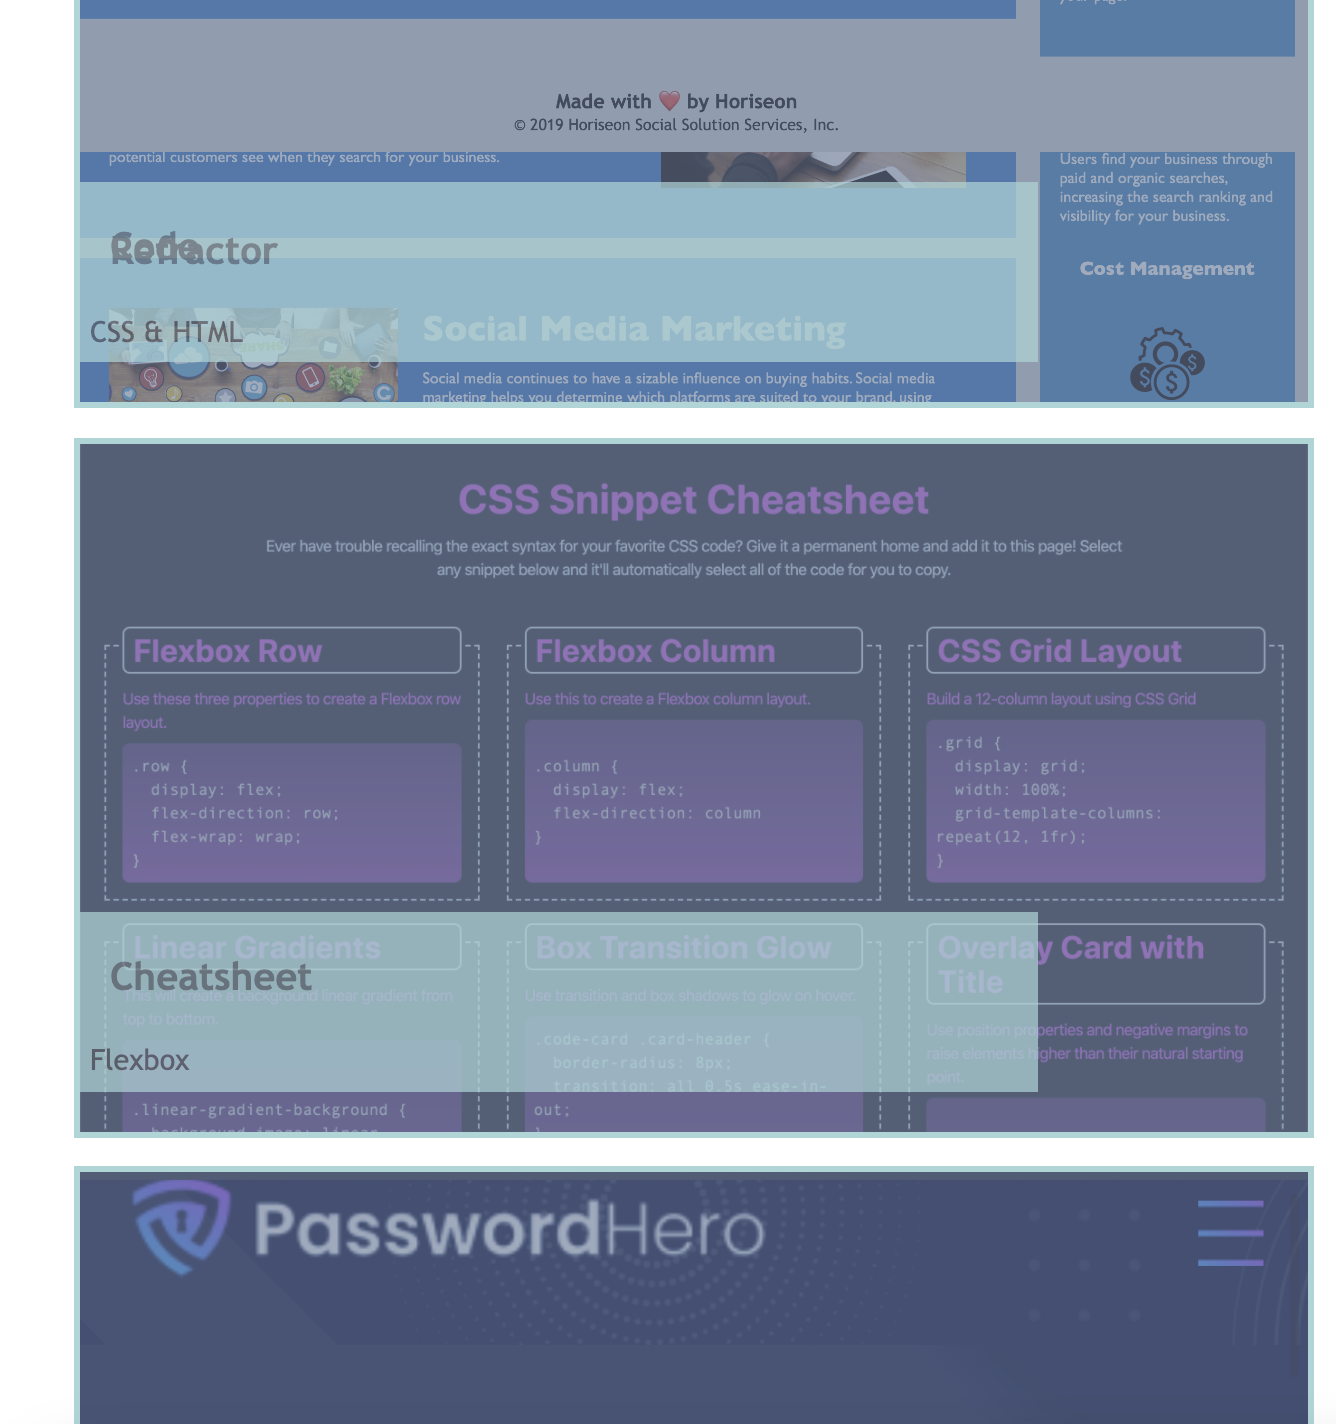 your page.
Made with ❤️ by Horiseon
© 2019 Horiseon Social Solution Services, Inc.
potential customers see when they search for your business.
Users find your business through
paid and organic searches,
increasing the search ranking and
visibility for your business.
Code
Refractor
Cost Management
CSS & HTML
Social Media Marketing
Social media continues to have a sizable influence on buying habits. Social media
marketing helps you determine which platforms are suited to your brand, using
CSS Snippet Cheatsheet
Ever have trouble recalling the exact syntax for your favorite CSS code? Give it a permanent home and add it to this page! Select
any snippet below and it'll automatically select all of the code for you to copy.
Flexbox Row
Use these three properties to create a Flexbox row
layout.
.row {
  display: flex;
  flex-direction: row;
  flex-wrap: wrap;
}
Flexbox Column
Use this to create a Flexbox column layout.
.column {
  display: flex;
  flex-direction: column
}
CSS Grid Layout
Build a 12-column layout using CSS Grid
.grid {
  display: grid;
  width: 100%;
  grid-template-columns:
repeat(12, 1fr);
}
Linear Gradients
Cheatsheet
This will create a background linear gradient from
top to bottom.
Flexbox
.linear-gradient-background {
  background-image: linear-
Box Transition Glow
Use transition and box shadows to glow on hover.
.code-card .card-header {
  border-radius: 8px;
  transition: all 0.5s ease-in-
out;
}
Overlay Card with
Title
Use position properties and negative margins to
raise elements higher than their natural starting
point.
PasswordHero